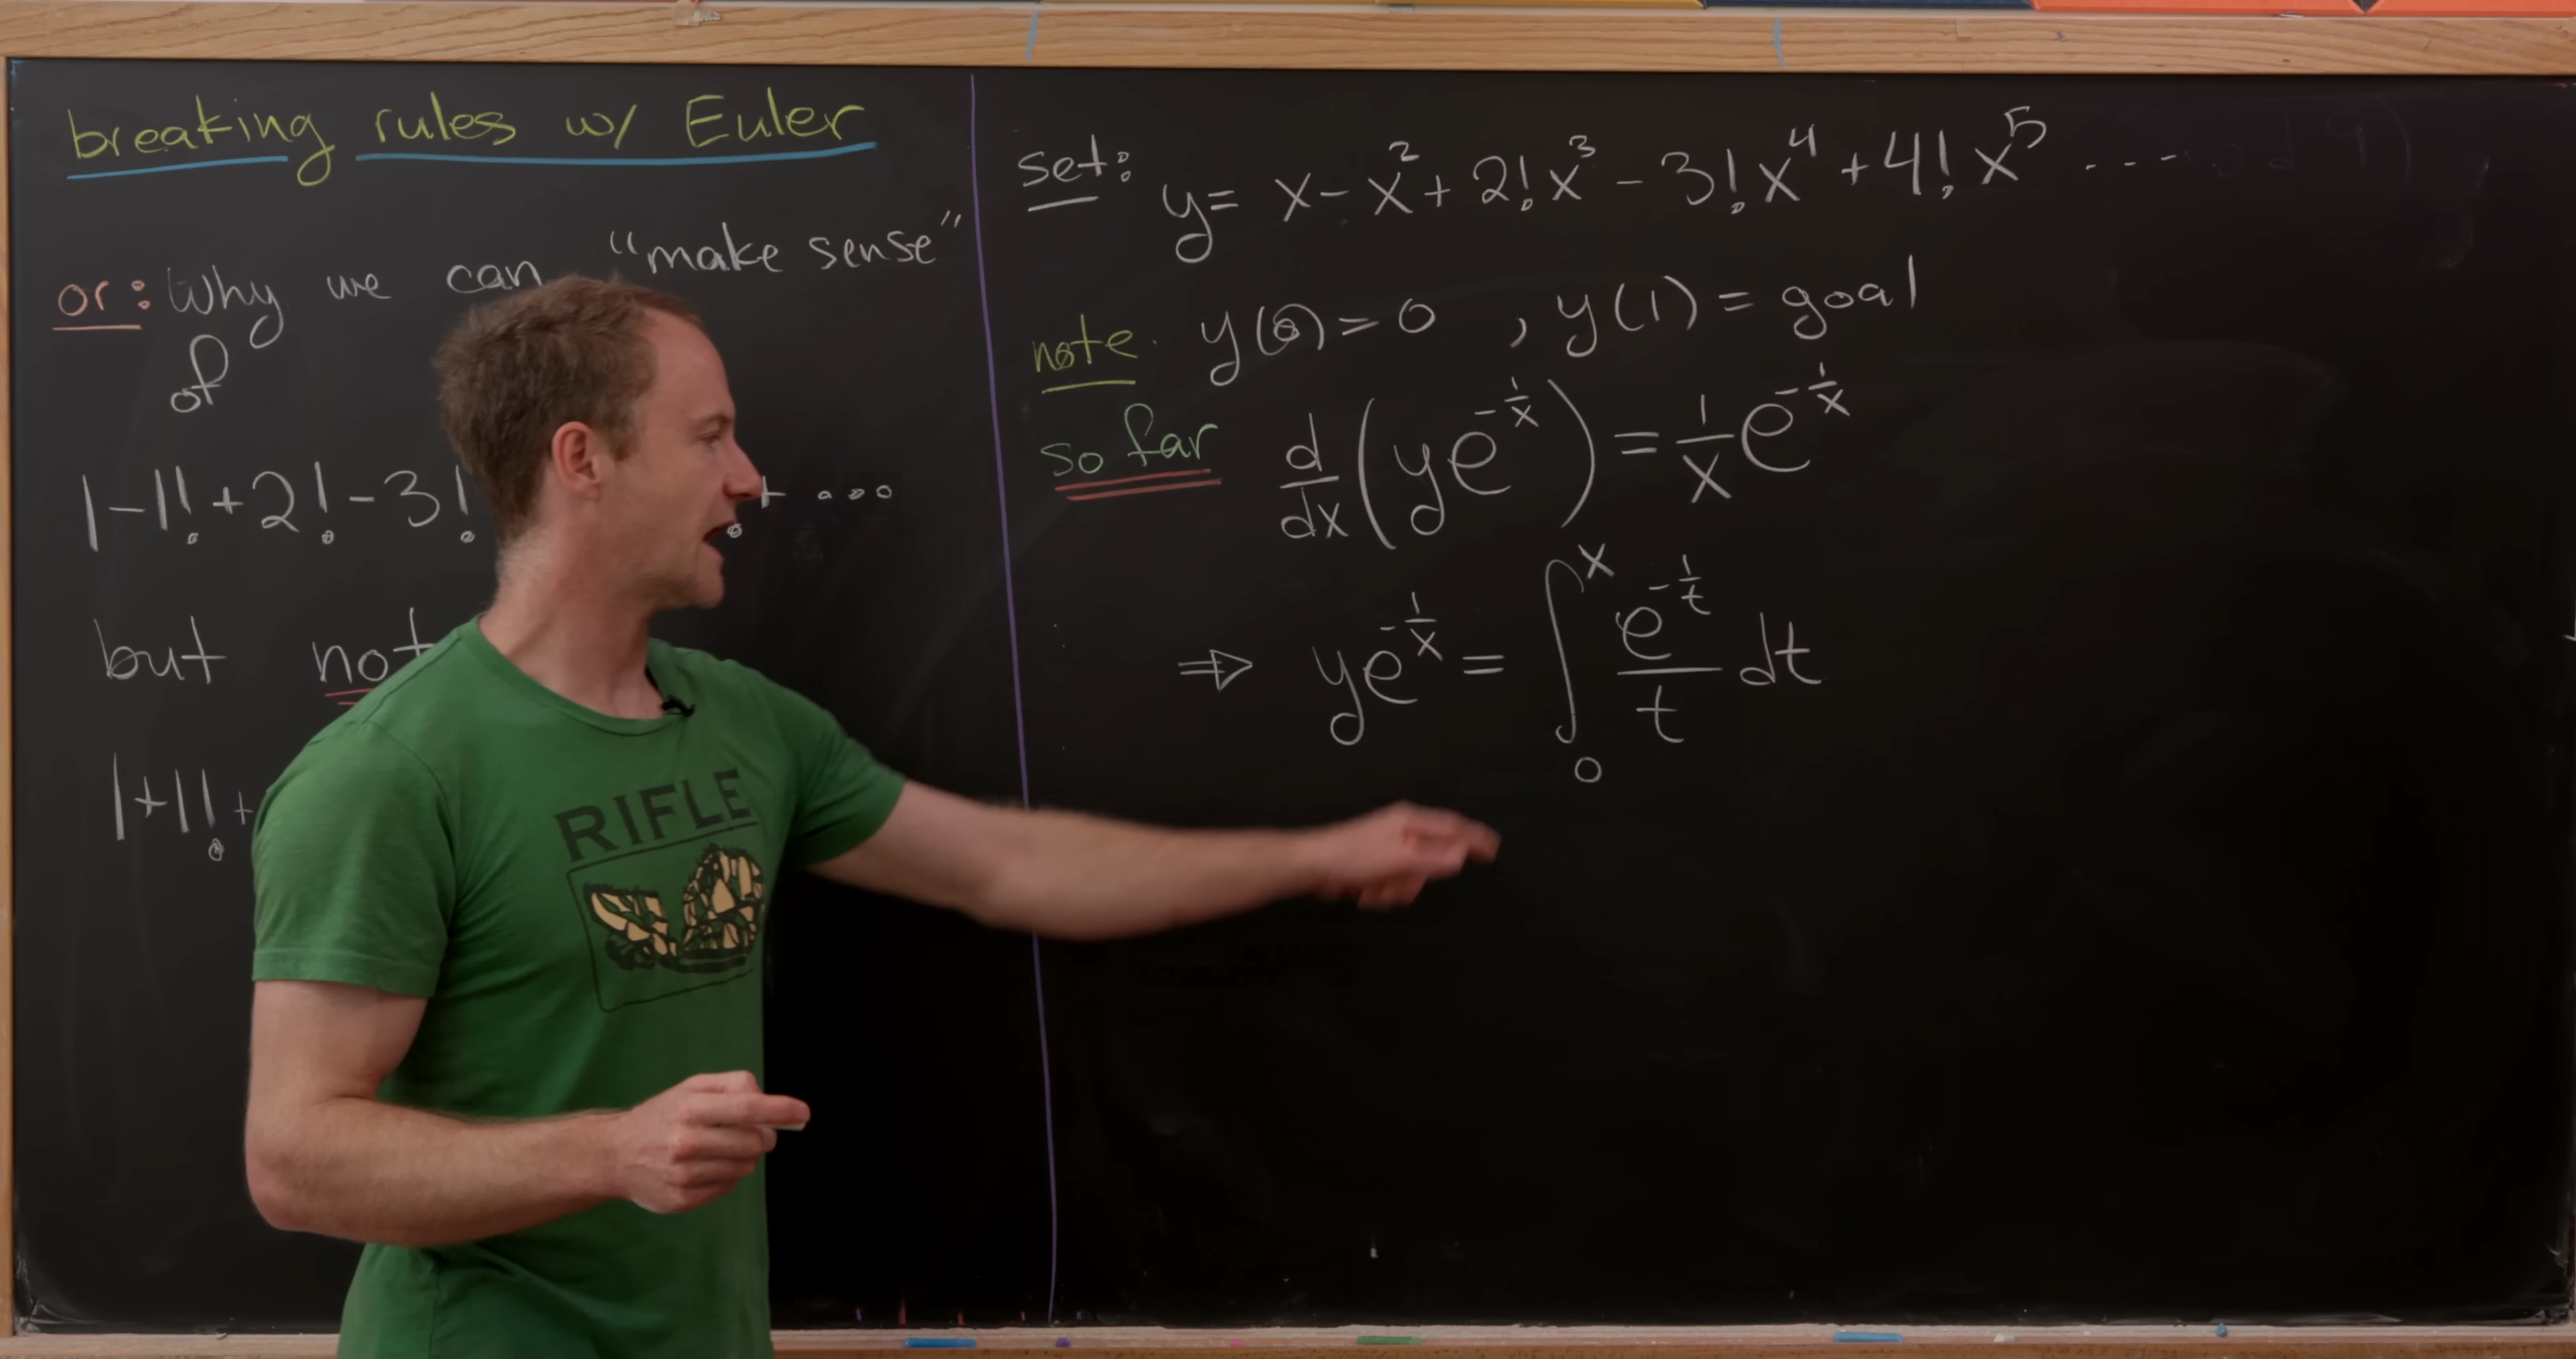 breaking rules w/ Euler
or: Why we can "make sense"
of
1-1!+2!-3! + ...
but not
1+1!+
RIFLE
set: y= x-x²+2!x³-3!x⁴+4!x⁵ ...
note: y(0)=0 , y(1)=goal
so far d/dx(ye^(-1/x)) = 1/x e^(-1/x)
⇒ ye^(-1/x) = ∫₀ˣ e^(-1/t)/t dt